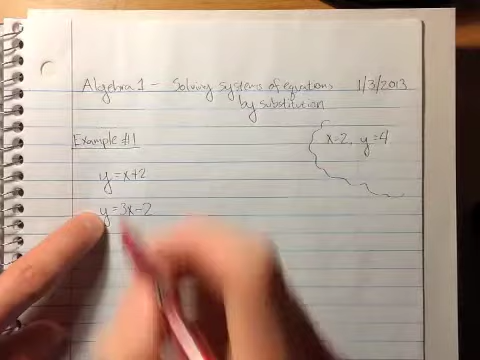 Algebra 1 - Solving systems of equations 1/3/2013
by substitution
Example #1
x=2, y=4
y=x+2
y=3x-2